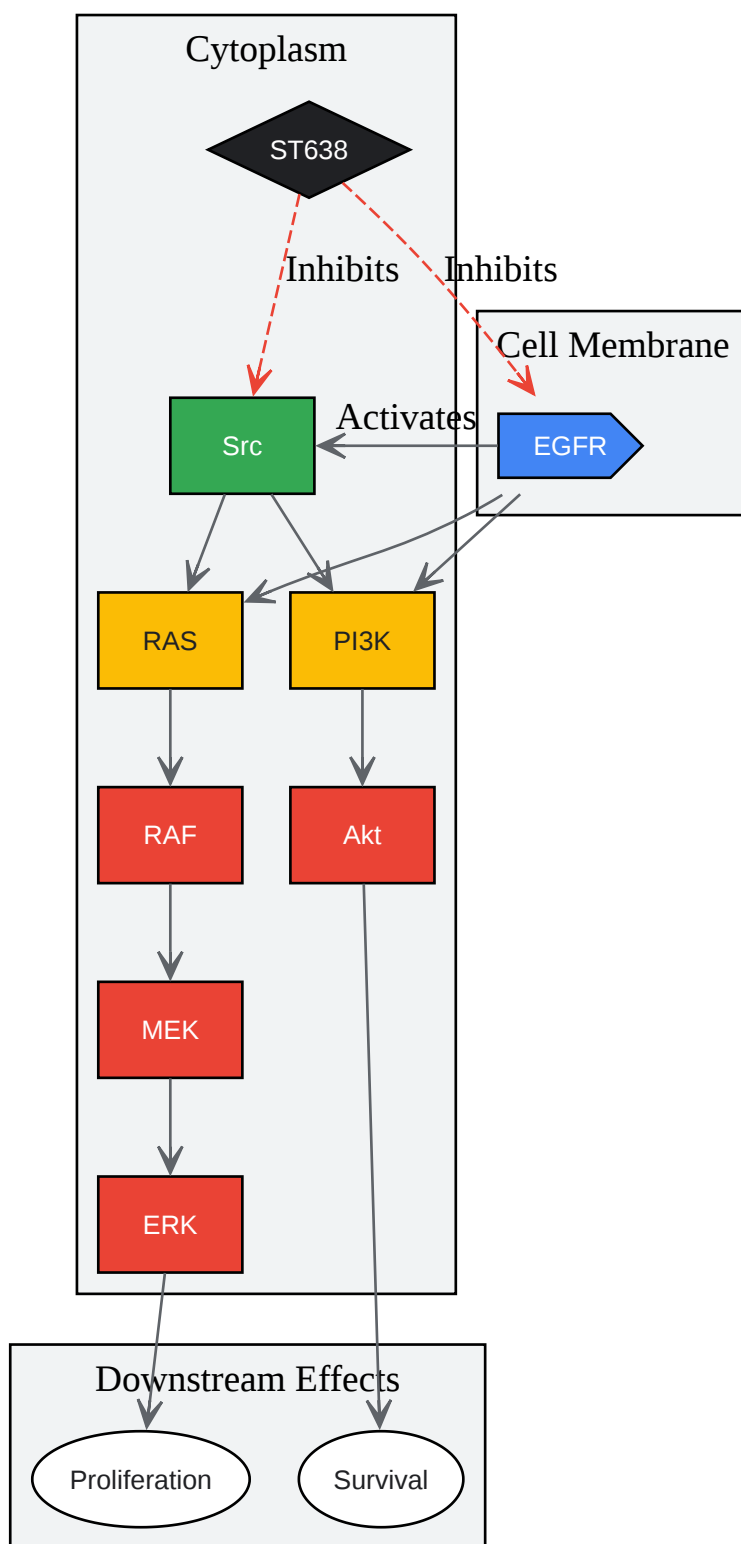 Cytoplasm
ST638
Inhibits
Inhibits
Cell Membrane
Src
Activates
EGFR
RAS
PI3K
RAF
Akt
MEK
ERK
Downstream Effects
Proliferation
Survival